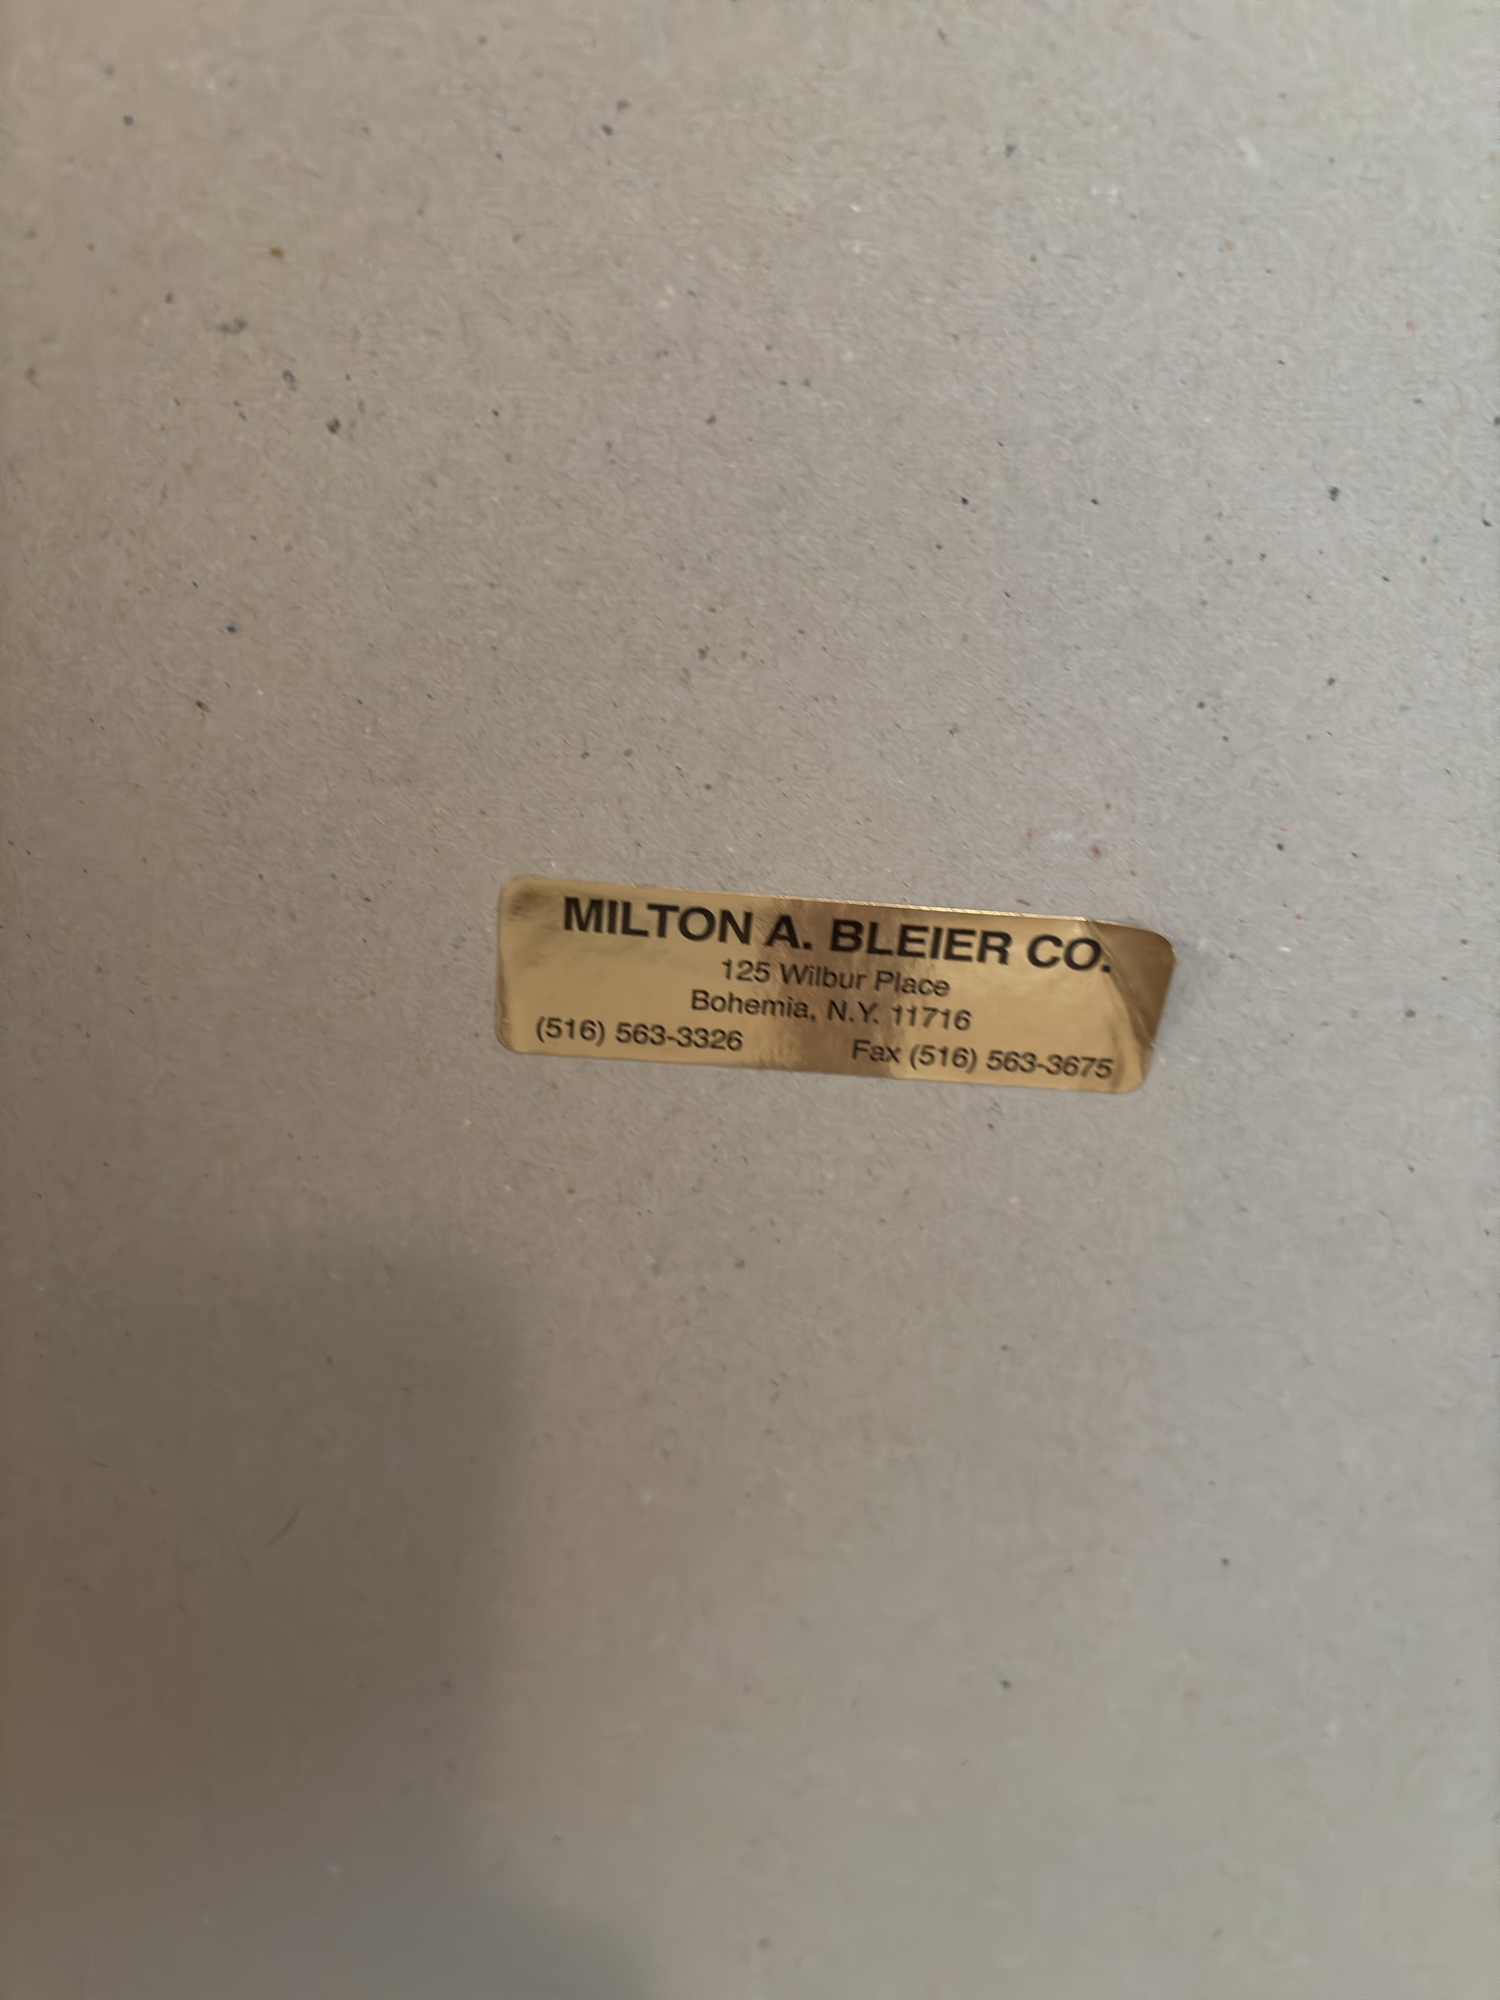 MILTON A. BLEIER CO.
125 Wilbur Place
Bohemia, N.Y. 11716
(516) 563-3326 Fax (516) 563-3675